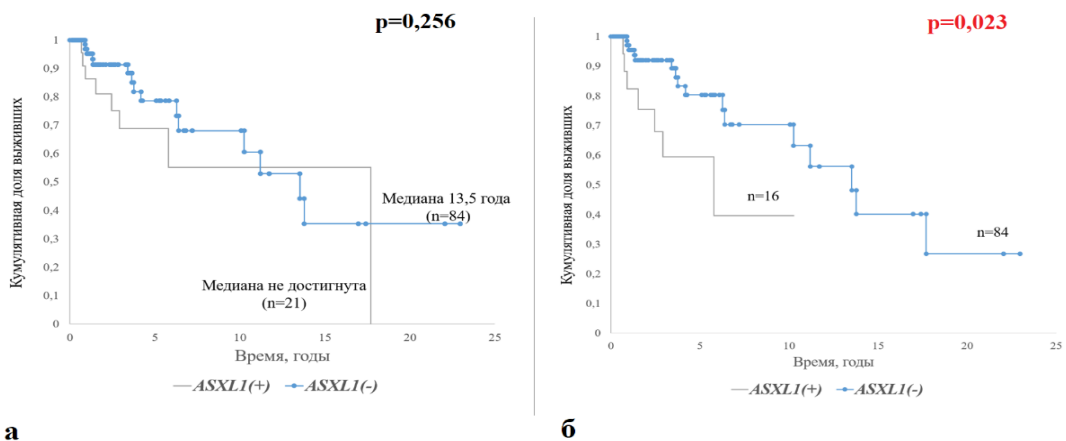 p=0,256
Кумулятивная доля выживших
1
0,9
0,8
0,7
0,6
0,5
0,4
0,3
0,2
0,1
0
0
5
10
15
20
25
Медиана 13,5 года
(n=84)
Медиана не достигнута
(n=21)
Время, годы
ASXL1(+)
ASXL1(-)
а
p=0,023
Кумулятивная доля выживших
1
0,9
0,8
0,7
0,6
0,5
0,4
0,3
0,2
0,1
0
0
5
10
15
20
25
n=16
n=84
Время, годы
ASXL1(+)
ASXL1(-)
б